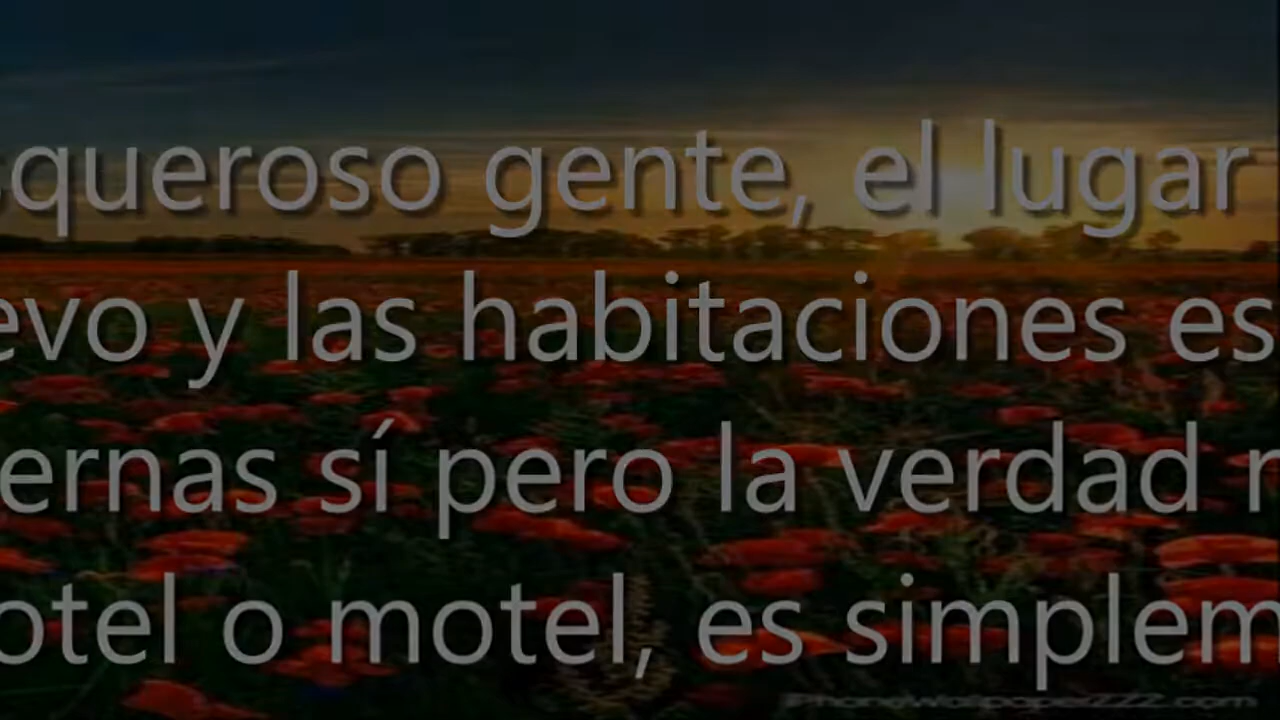 squeroso gente, el lugar
evo y las habitaciones es
ernas sí pero la verdad
otel o motel, es simplem